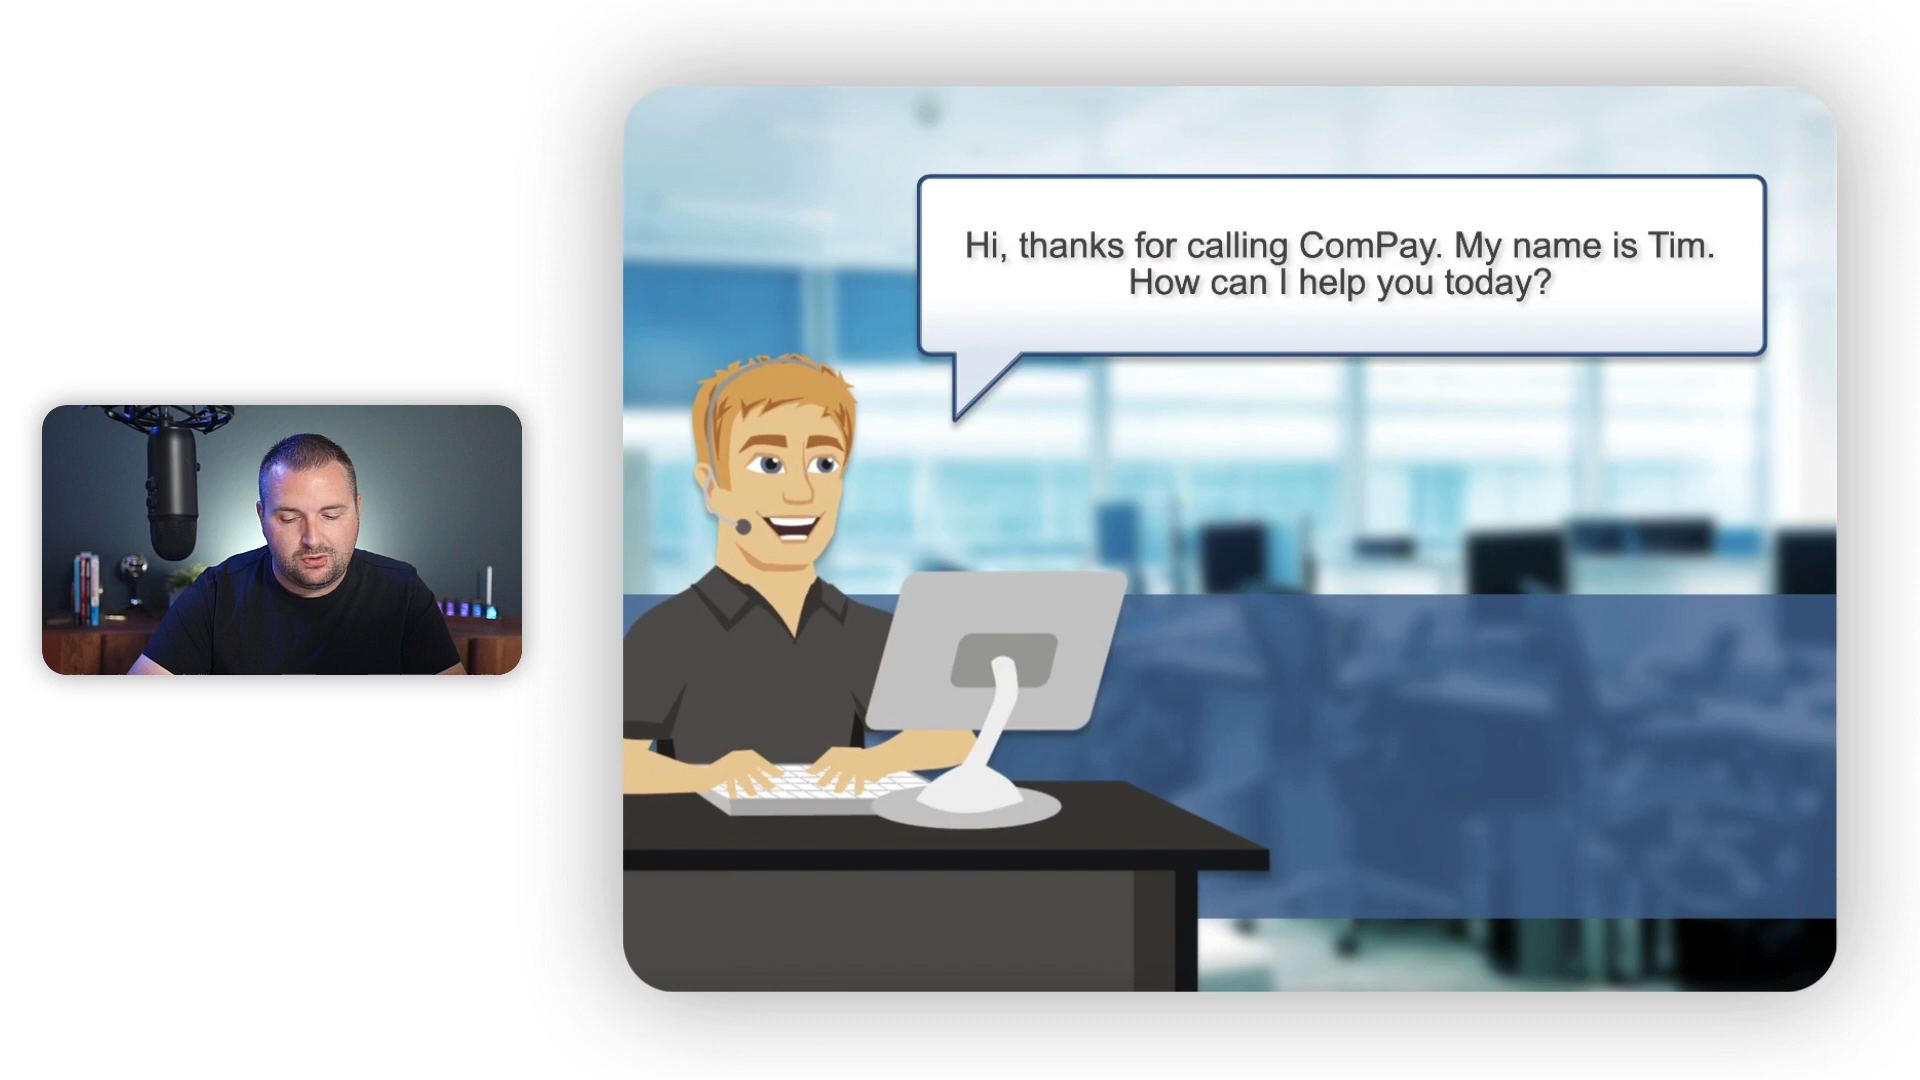 Hi, thanks for calling ComPay. My name is Tim.
How can I help you today?